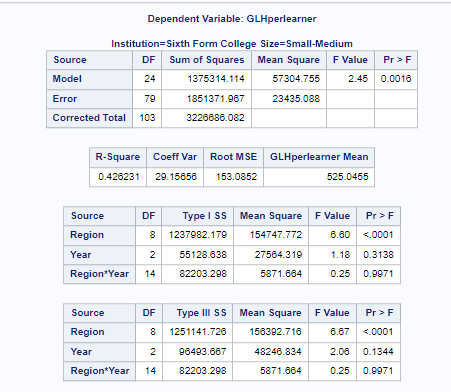 Dependent Variable: GLHperlearner
Institution=Sixth Form College Size=Small-Medium
Source DF Sum of Squares Mean Square F Value Pr > F
Model 24 1375314.114 57304.755 2.45 0.0016
Error 79 1851371.967 23435.088
Corrected Total 103 3226686.082
R-Square Coeff Var Root MSE GLHperlearner Mean
0.426231 29.15656 153.0852 525.0455
Source DF Type I SS Mean Square F Value Pr > F
Region 8 1237982.179 154747.772 6.60 <.0001
Year 2 55128.638 27564.319 1.18 0.3138
Region*Year 14 82203.298 5871.664 0.25 0.9971
Source DF Type III SS Mean Square F Value Pr > F
Region 8 1251141.726 156392.716 6.67 <.0001
Year 2 96493.667 48246.834 2.06 0.1344
Region*Year 14 82203.298 5871.664 0.25 0.9971